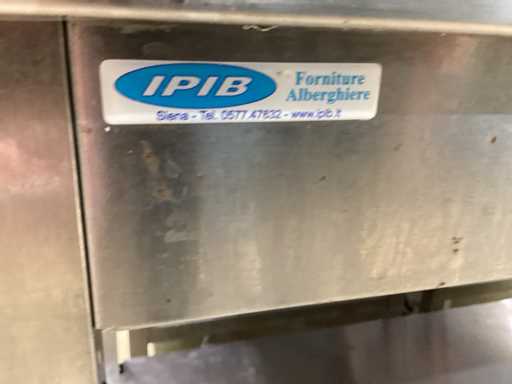 IPIB
Forniture
Alberghiere
Siena - Tel. 0577.47632 - www.ipib.it